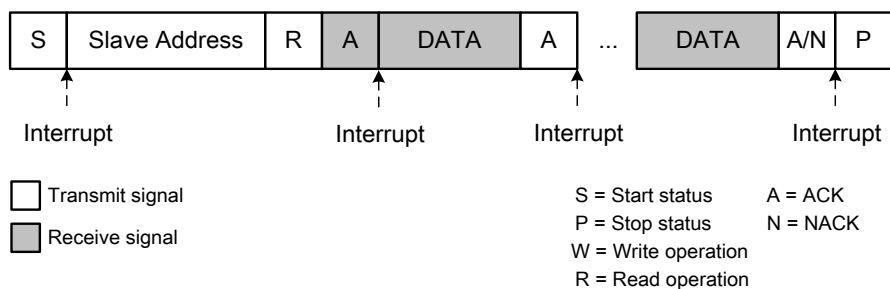 S Slave Address R A DATA A ... DATA A/N P
Interrupt Interrupt Interrupt Interrupt
Transmit signal
Receive signal
S = Start status A = ACK
P = Stop status N = NACK
W = Write operation
R = Read operation